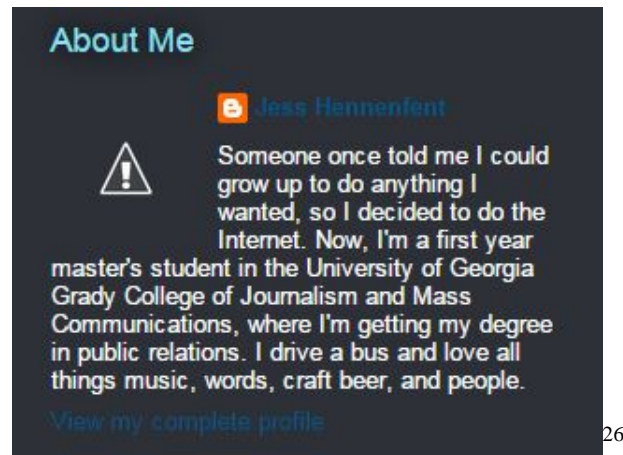 About Me
Jess Hennenfent
Someone once told me I could
grow up to do anything I
wanted, so I decided to do the
Internet. Now, I'm a first year
master's student in the University of Georgia
Grady College of Journalism and Mass
Communications, where I'm getting my degree
in public relations. I drive a bus and love all
things music, words, craft beer, and people.
View my complete profile
26